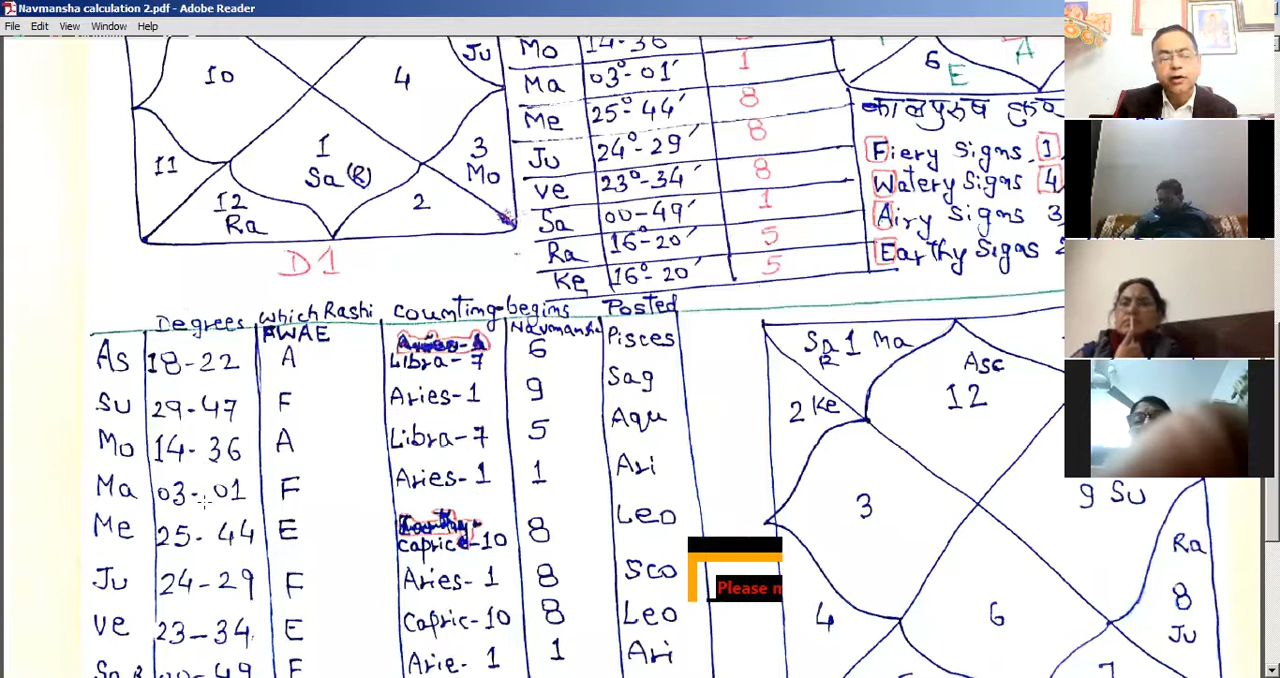 Navmansha calculation 2.pdf - Adobe Reader
File Edit View Window Help
10
4
Ju
11
1
Sa (R)
3
Mo
12
Ra
2
D1
Mo 14-36
Ma 03°-01' 1
Me 25°-44' 8
Ju 24°-29' 8
Ve 23°-34' 8
Sa 00-49' 1
Ra 16°-20' 5
Ke 16°-20' 5
6
E
A
कालपुरुष
Fiery Signs 1
Watery Signs 4
Airy Signs 3
Earthy Signs 2
Degrees Which Rashi Counting begins Navmansha Posted
FWAE
As 18-22 A Libra-7 6 Pisces
Su 29-47 F Aries-1 9 Sag
Mo 14-36 A Libra-7 5 Aqu
Ma 03-01 F Aries-1 1 Ari
Me 25-44 E Capric-10 8 Leo
Ju 24-29 F Aries-1 8 Sco
Ve 23-34 E Capric-10 8 Leo
F Arie-1 1 Ari
Sa R 1 Ma
Asc
12
2 Ke
3
9 Su
Ra
8
Ju
4
6
7
Please